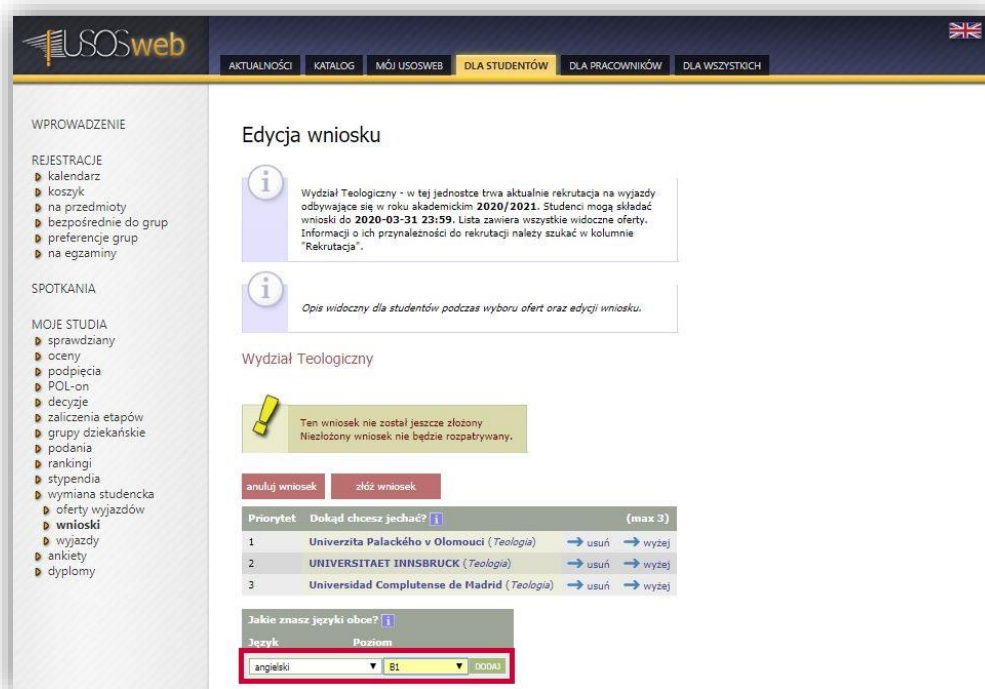 USOSweb
AKTUALNOŚCI KATALOG MÓJ USOSWEB DLA STUDENTÓW DLA PRACOWNIKÓW DLA WSZYSTKICH
WPROWADZENIE
REJESTRACJE
kalendarz
koszyk
na przedmioty
bezpośrednie do grup
preferencje grup
na egzaminy
SPOTKANIA
MOJE STUDIA
sprawdziany
oceny
podpięcia
POL-on
decyzje
zaliczenia etapów
grupy dziekańskie
podania
rankingi
stypendia
wymiana studencka
oferty wyjazdów
wnioski
wyjazdy
ankiety
dyplomy
Edycja wniosku
Wydział Teologiczny - w tej jednostce trwa aktualnie rekrutacja na wyjazdy
odbywające się w roku akademickim 2020/2021. Studenci mogą składać
wnioski do 2020-03-31 23:59. Lista zawiera wszystkie widoczne oferty.
Informacji o ich przynależności do rekrutacji należy szukać w kolumnie
"Rekrutacja".
Opis widoczny dla studentów podczas wyboru ofert oraz edycji wniosku.
Wydział Teologiczny
Ten wniosek nie został jeszcze złożony
Niezłożony wniosek nie będzie rozpatrywany.
anuluj wniosek złóż wniosek
Priorytet Dokąd chcesz jechać? i (max 3)
1 Univerzita Palackého v Olomouci (Teologia) usuń wyżej
2 UNIVERSITAET INNSBRUCK (Teologia) usuń wyżej
3 Universidad Complutense de Madrid (Teologia) usuń wyżej
Jakie znasz języki obce? i
Język Poziom
angielski B1 DODAJ